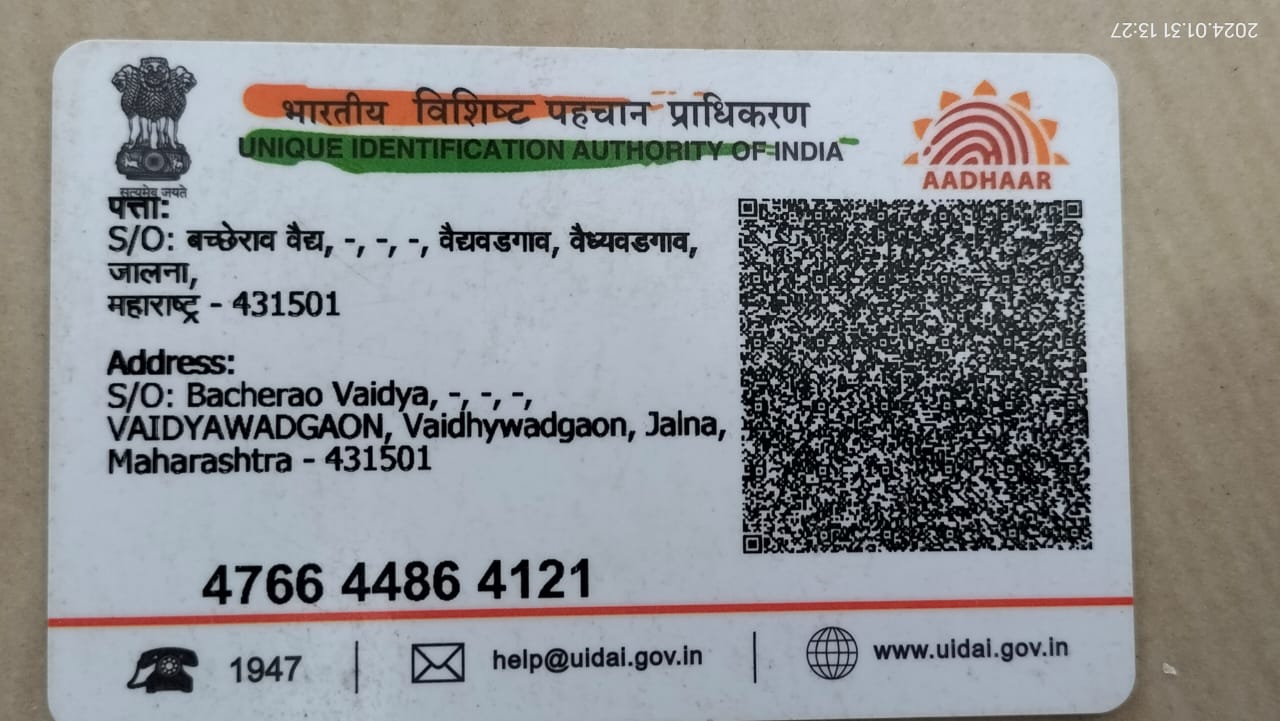 2024.01.31 13:27
भारतीय विशिष्ट पहचान प्राधिकरण
UNIQUE IDENTIFICATION AUTHORITY OF INDIA
AADHAAR
सत्यमेव जयते
पत्ता:
S/O: बच्छेराव वैद्य, -, -, -, वैद्यवडगाव, वैध्यवडगाव,
जालना,
महाराष्ट्र - 431501
Address:
S/O: Bacherao Vaidya, -, -, -,
VAIDYAWADGAON, Vaidhywadgaon, Jalna,
Maharashtra - 431501
4766 4486 4121
1947
help@uidai.gov.in
www.uidai.gov.in